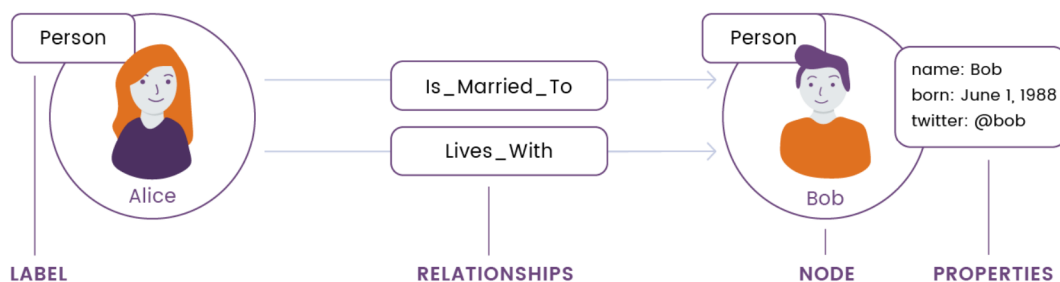 Person
Alice
Is_Married_To
Lives_With
Person
Bob
name: Bob
born: June 1, 1988
twitter: @bob
LABEL
RELATIONSHIPS
NODE
PROPERTIES